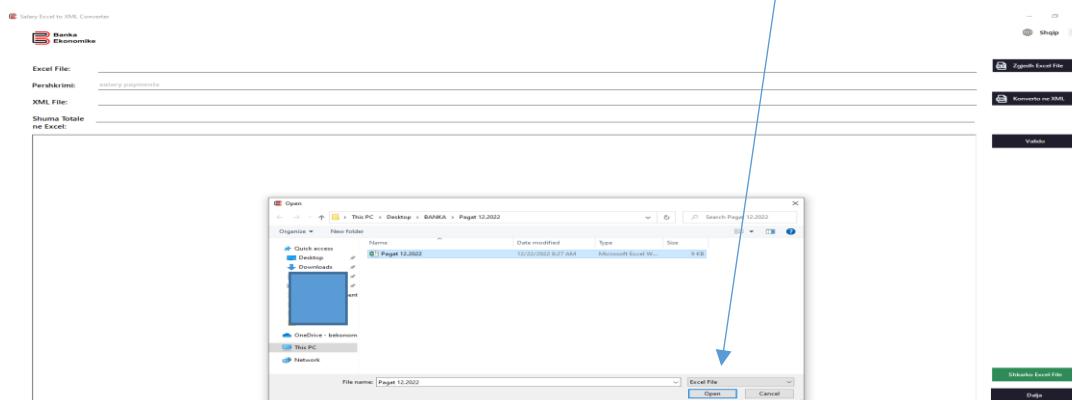 Salary Excel to XML Converter
Banka
Ekonomike
Shqip
Excel File:
Zgjedh Excel File
Pershkrimi: salary payments
XML File:
Konverto ne XML
Shuma Totale
ne Excel:
Valido
Open
This PC > Desktop > BANKA > Pagat 12.2022
Search Pagat 12.2022
Organize
New folder
Name Date modified Type Size
Quick access
Pagat 12.2022 12/22/2022 8:27 AM Microsoft Excel W... 9 KB
Desktop
Downloads
ent
OneDrive - bekonom
This PC
Network
File name: Pagat 12.2022
Excel File
Open
Cancel
Shkarko Excel File
Dalja